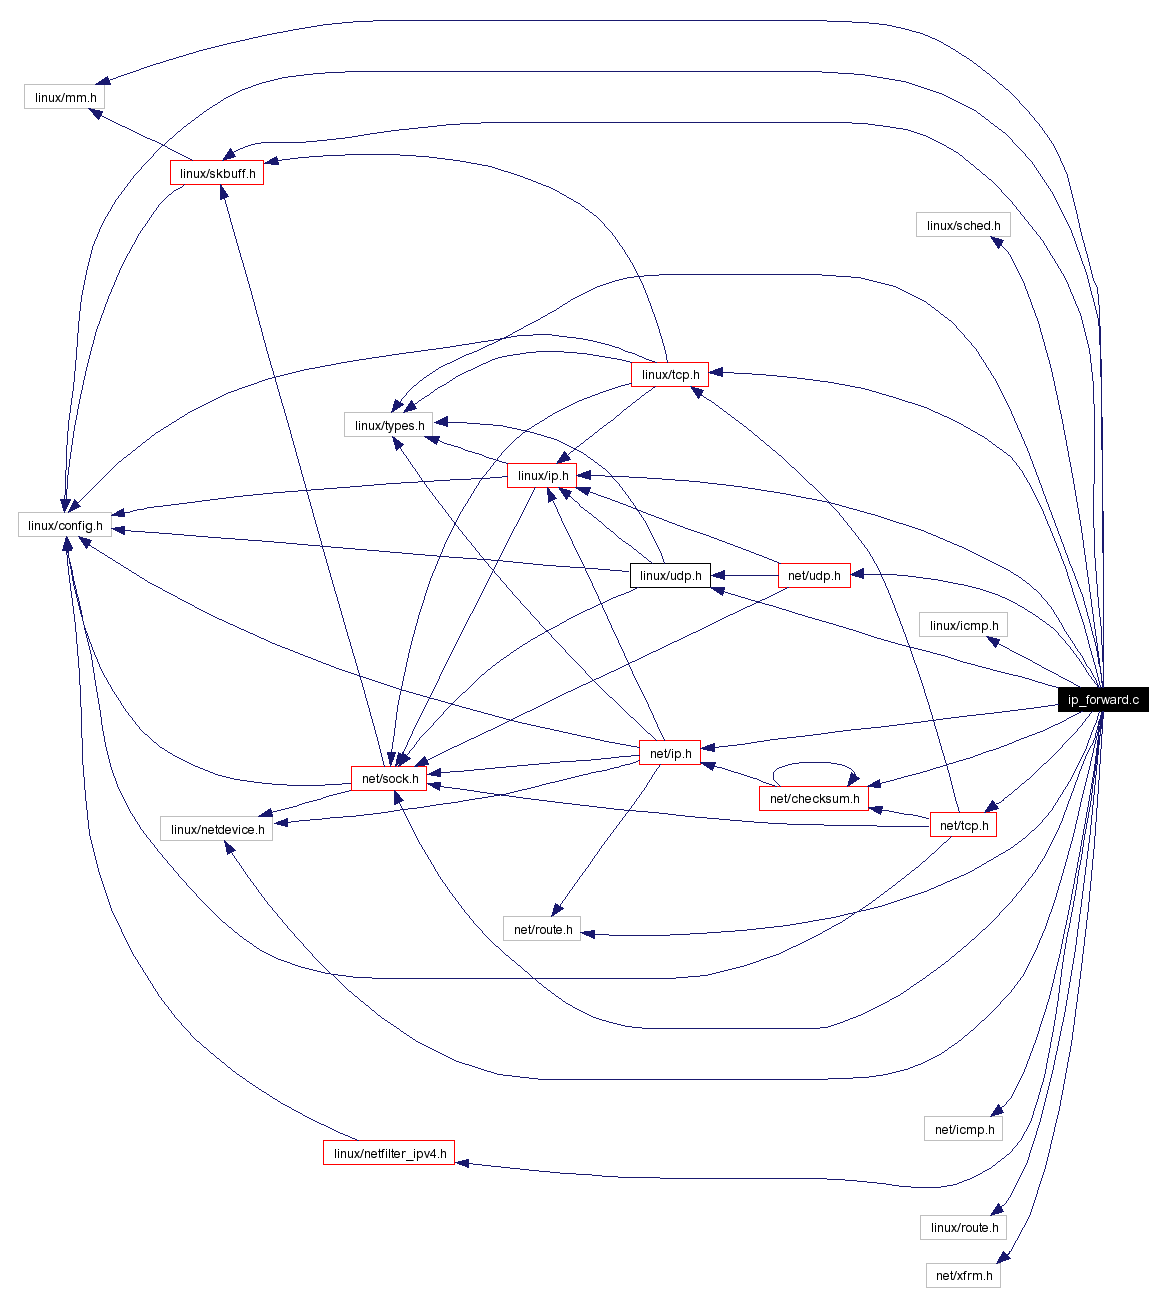 linux/mm.h
linux/skbuff.h
linux/sched.h
linux/tcp.h
linux/types.h
linux/ip.h
linux/config.h
linux/udp.h
net/udp.h
linux/icmp.h
ip_forward.c
net/ip.h
net/sock.h
net/checksum.h
linux/netdevice.h
net/tcp.h
net/route.h
net/icmp.h
linux/netfilter_ipv4.h
linux/route.h
net/xfrm.h